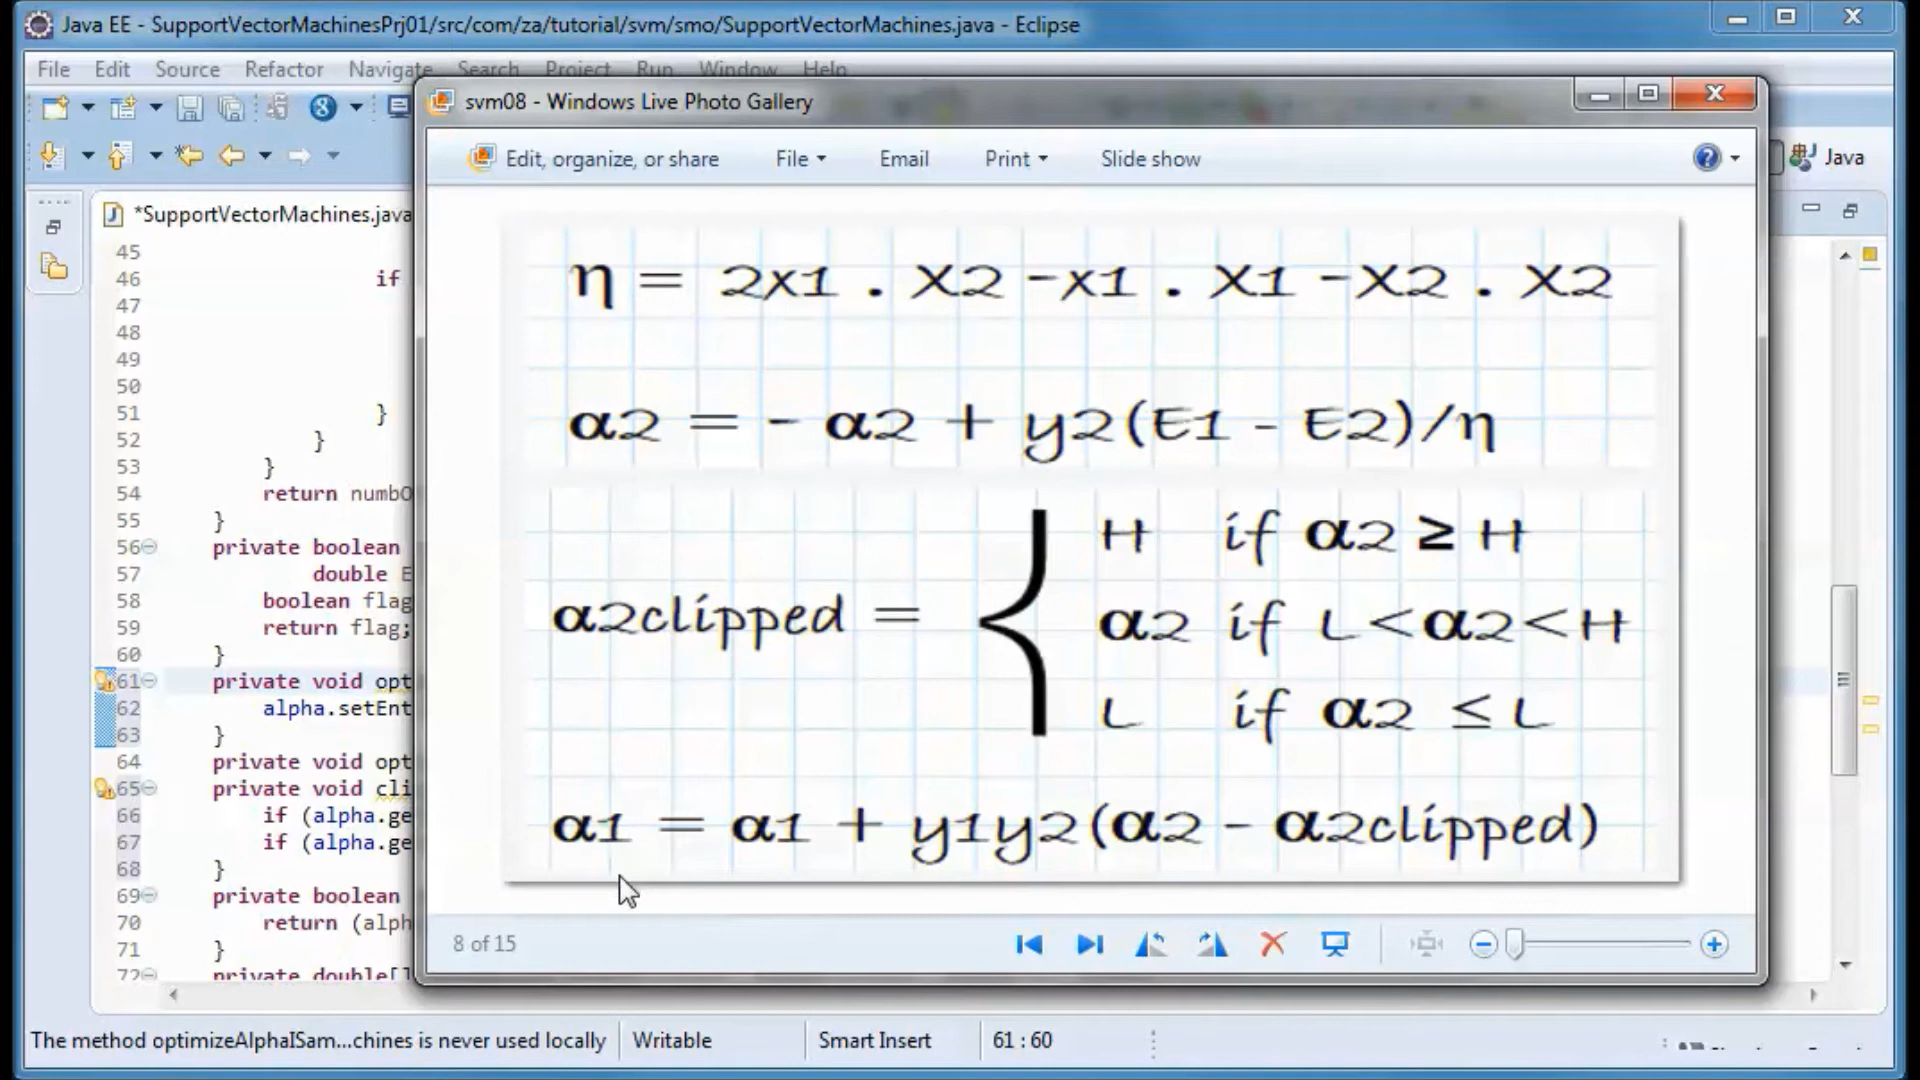 Java EE - SupportVectorMachinesPrj01/src/com/za/tutorial/svm/smo/SupportVectorMachines.java - Eclipse
File Edit Source Refactor Navigate Search Project Run Window Help
svm08 - Windows Live Photo Gallery
Edit, organize, or share File Email Print Slide show
Java
*SupportVectorMachines.java
η = 2x1 . X2 -x1 . X1 -X2 . X2
α2 = - α2 + y2(E1 - E2)/η
α2clipped =
H if α2 ≥ H
α2 if L<α2<H
L if α2 ≤ L
α1 = α1 + y1y2(α2 - α2clipped)
45
46 if
47
48
49
50
51 }
52 }
53 }
54 return numbO
55 }
56 private boolean
57 double E
58 boolean flag
59 return flag;
60 }
61 private void opt
62 alpha.setEnt
63 }
64 private void opt
65 private void cli
66 if (alpha.ge
67 if (alpha.ge
68 }
69 private boolean
70 return (alph
71 }
72 private double[]
8 of 15
The method optimizeAlphaISam...chines is never used locally Writable Smart Insert 61 : 60